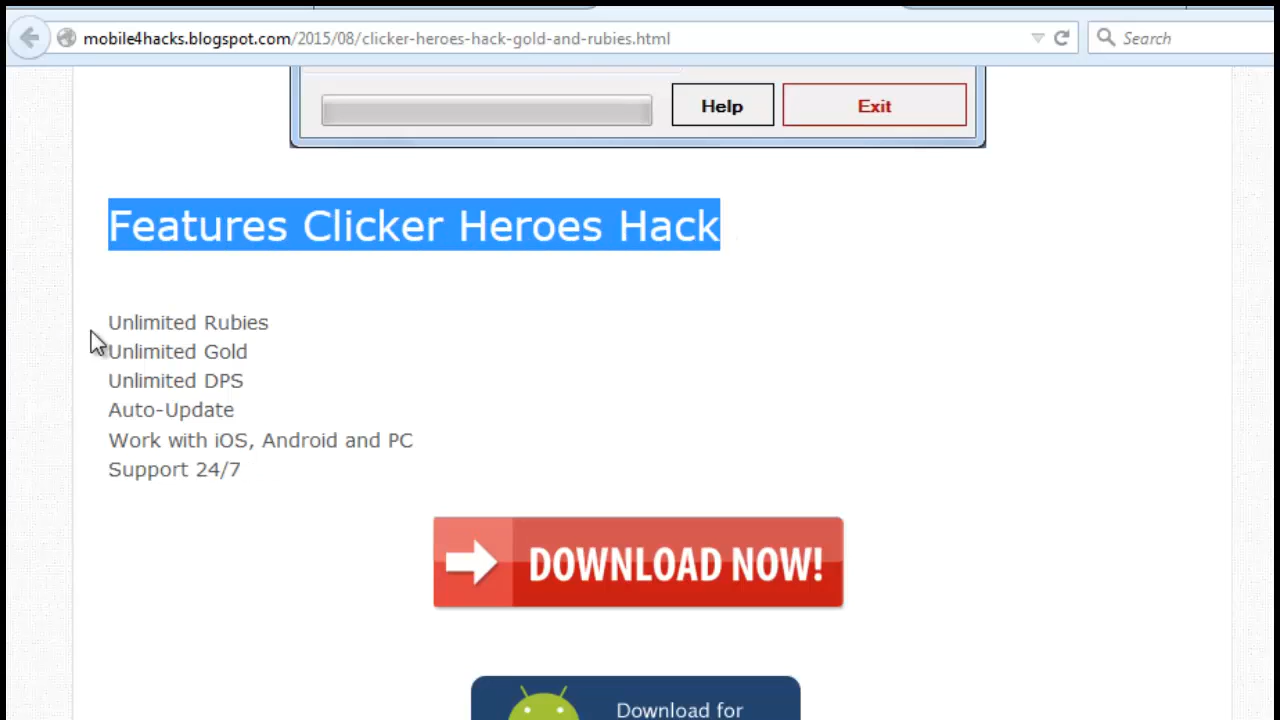 mobile4hacks.blogspot.com/2015/08/clicker-heroes-hack-gold-and-rubies.html
Search
Help
Exit
Features Clicker Heroes Hack
Unlimited Rubies
Unlimited Gold
Unlimited DPS
Auto-Update
Work with iOS, Android and PC
Support 24/7
DOWNLOAD NOW!
Download for